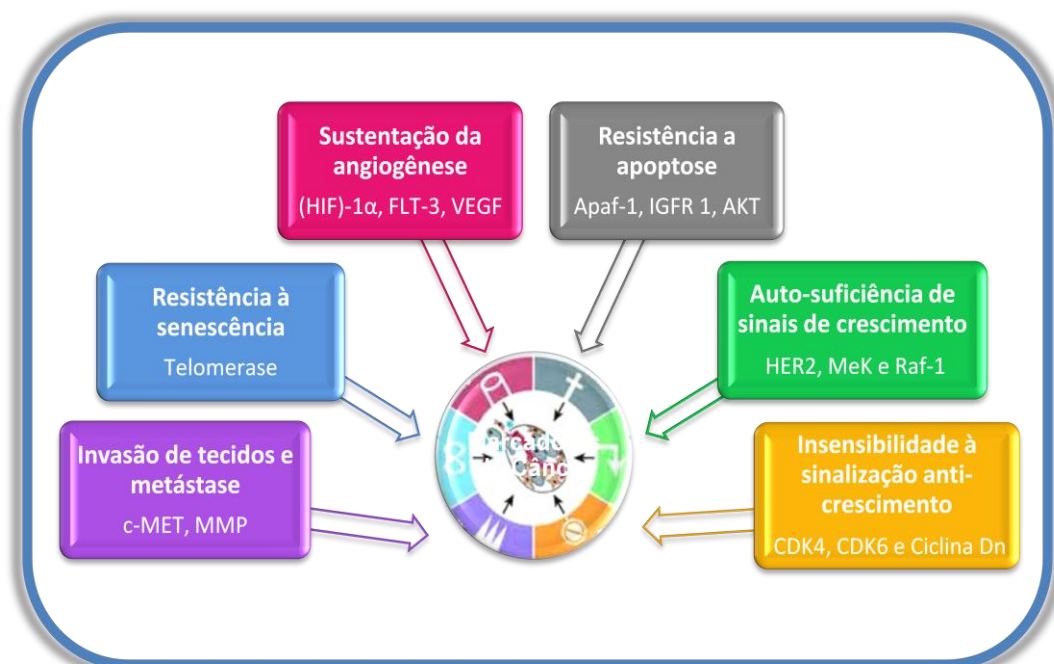 Sustentação da
angiogênese
(HIF)-1α, FLT-3, VEGF
Resistência a
apoptose
Apaf-1, IGFR 1, AKT
Resistência à
senescência
Telomerase
Auto-suficiência de
sinais de crescimento
HER2, MeK e Raf-1
Invasão de tecidos e
metástase
c-MET, MMP
Insensibilidade à
sinalização anti-
crescimento
CDK4, CDK6 e Ciclina Dn